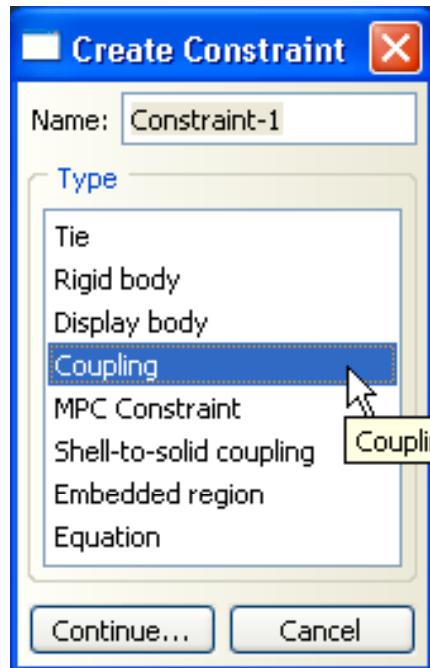 Create Constraint
Name: Constraint-1
Type
Tie
Rigid body
Display body
Coupling
MPC Constraint
Shell-to-solid coupling
Embedded region
Equation
Continue... Cancel